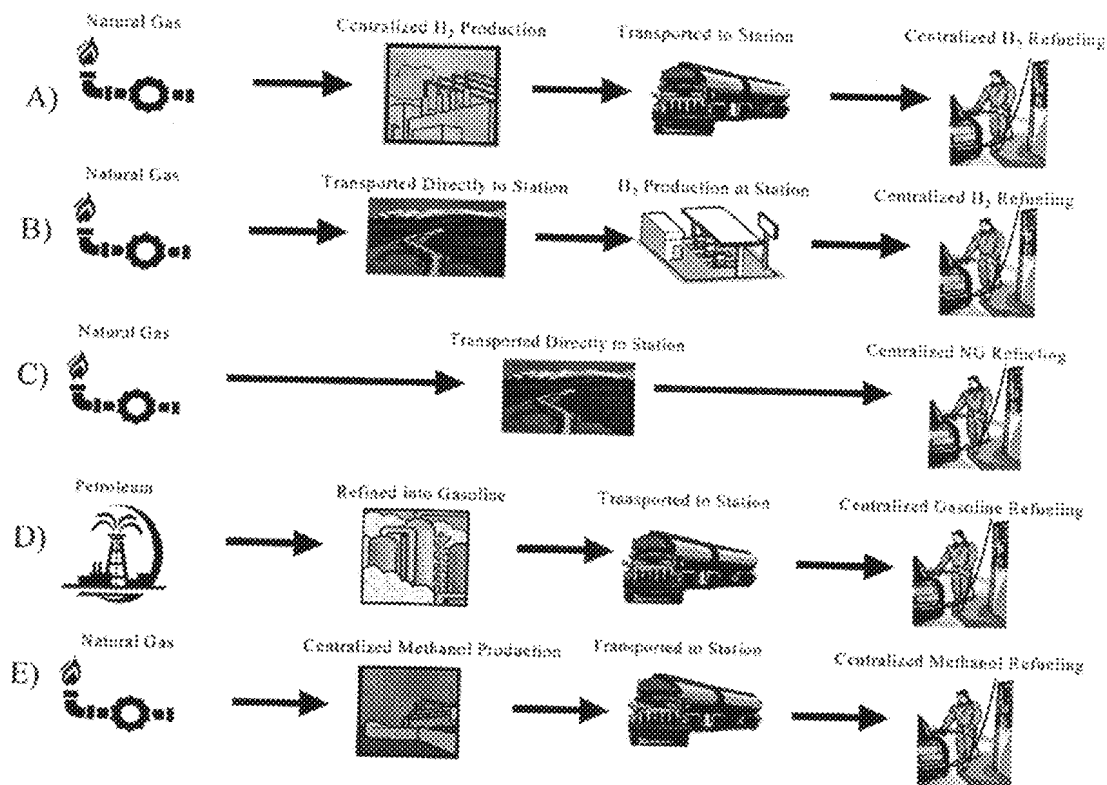 Natural Gas
Centralized H₂ Production
Transported to Station
Centralized H₂ Refueling
A)
Natural Gas
Transported Directly to Station
H₂ Production at Station
Centralized H₂ Refueling
B)
Natural Gas
Transported Directly to Station
Centralized NG Refueling
C)
Petroleum
Refined into Gasoline
Transported to Station
Centralized Gasoline Refueling
D)
Natural Gas
Centralized Methanol Production
Transported to Station
Centralized Methanol Refueling
E)